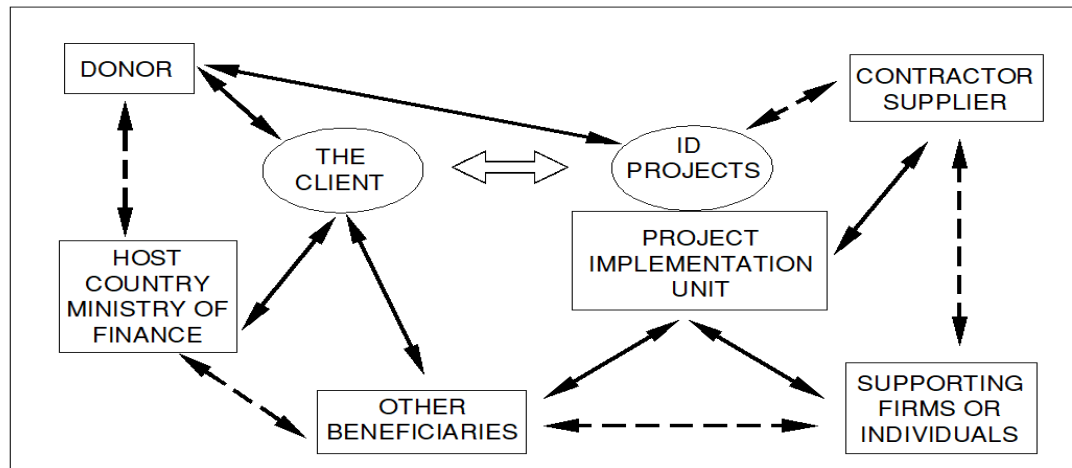 DONOR
CONTRACTOR
SUPPLIER
THE
CLIENT
ID
PROJECTS
HOST
COUNTRY
MINISTRY OF
FINANCE
PROJECT
IMPLEMENTATION
UNIT
OTHER
BENEFICIARIES
SUPPORTING
FIRMS OR
INDIVIDUALS